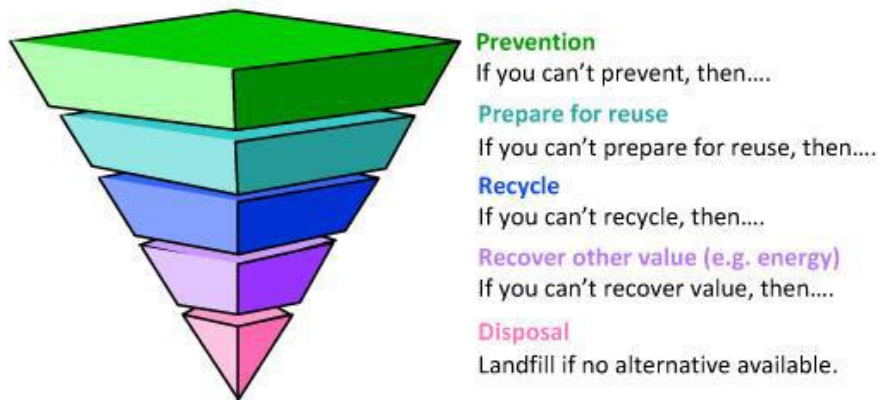 Prevention
If you can't prevent, then....
Prepare for reuse
If you can't prepare for reuse, then....
Recycle
If you can't recycle, then....
Recover other value (e.g. energy)
If you can't recover value, then....
Disposal
Landfill if no alternative available.